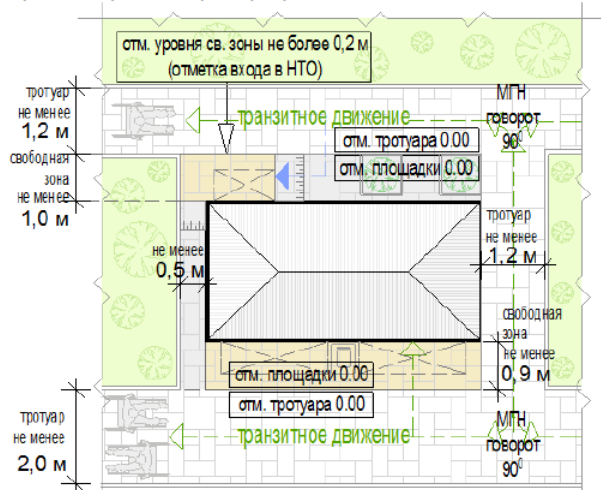 отм. уровня св. зоны не более 0,2 м
(отметка входа в НТО)
тротуар
не менее
1,2 м
транзитное движение
МГН
говорот
90⁰
отм. тротуара 0.00
отм. площадки 0.00
свободная
зона
не менее
1,0 м
не менее
0,5 м
тротуар
не менее
1,2 м
свободная
зона
не менее
0,9 м
отм. площадки 0.00
отм. тротуара 0.00
тротуар
не менее
2,0 м
транзитное движение
МГН
говорот
90⁰